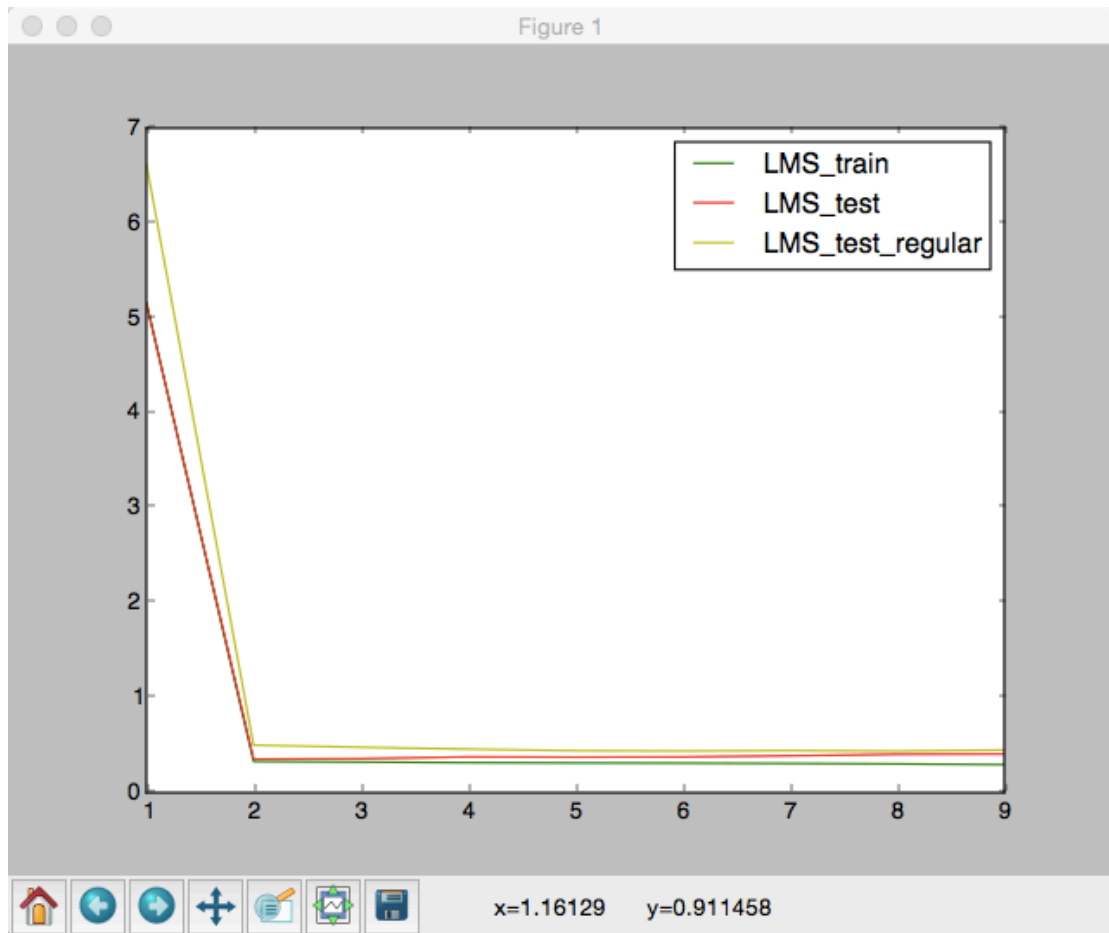 Figure 1
7
6
5
4
3
2
1
0
LMS_train
LMS_test
LMS_test_regular
1 2 3 4 5 6 7 8 9
x=1.16129 y=0.911458